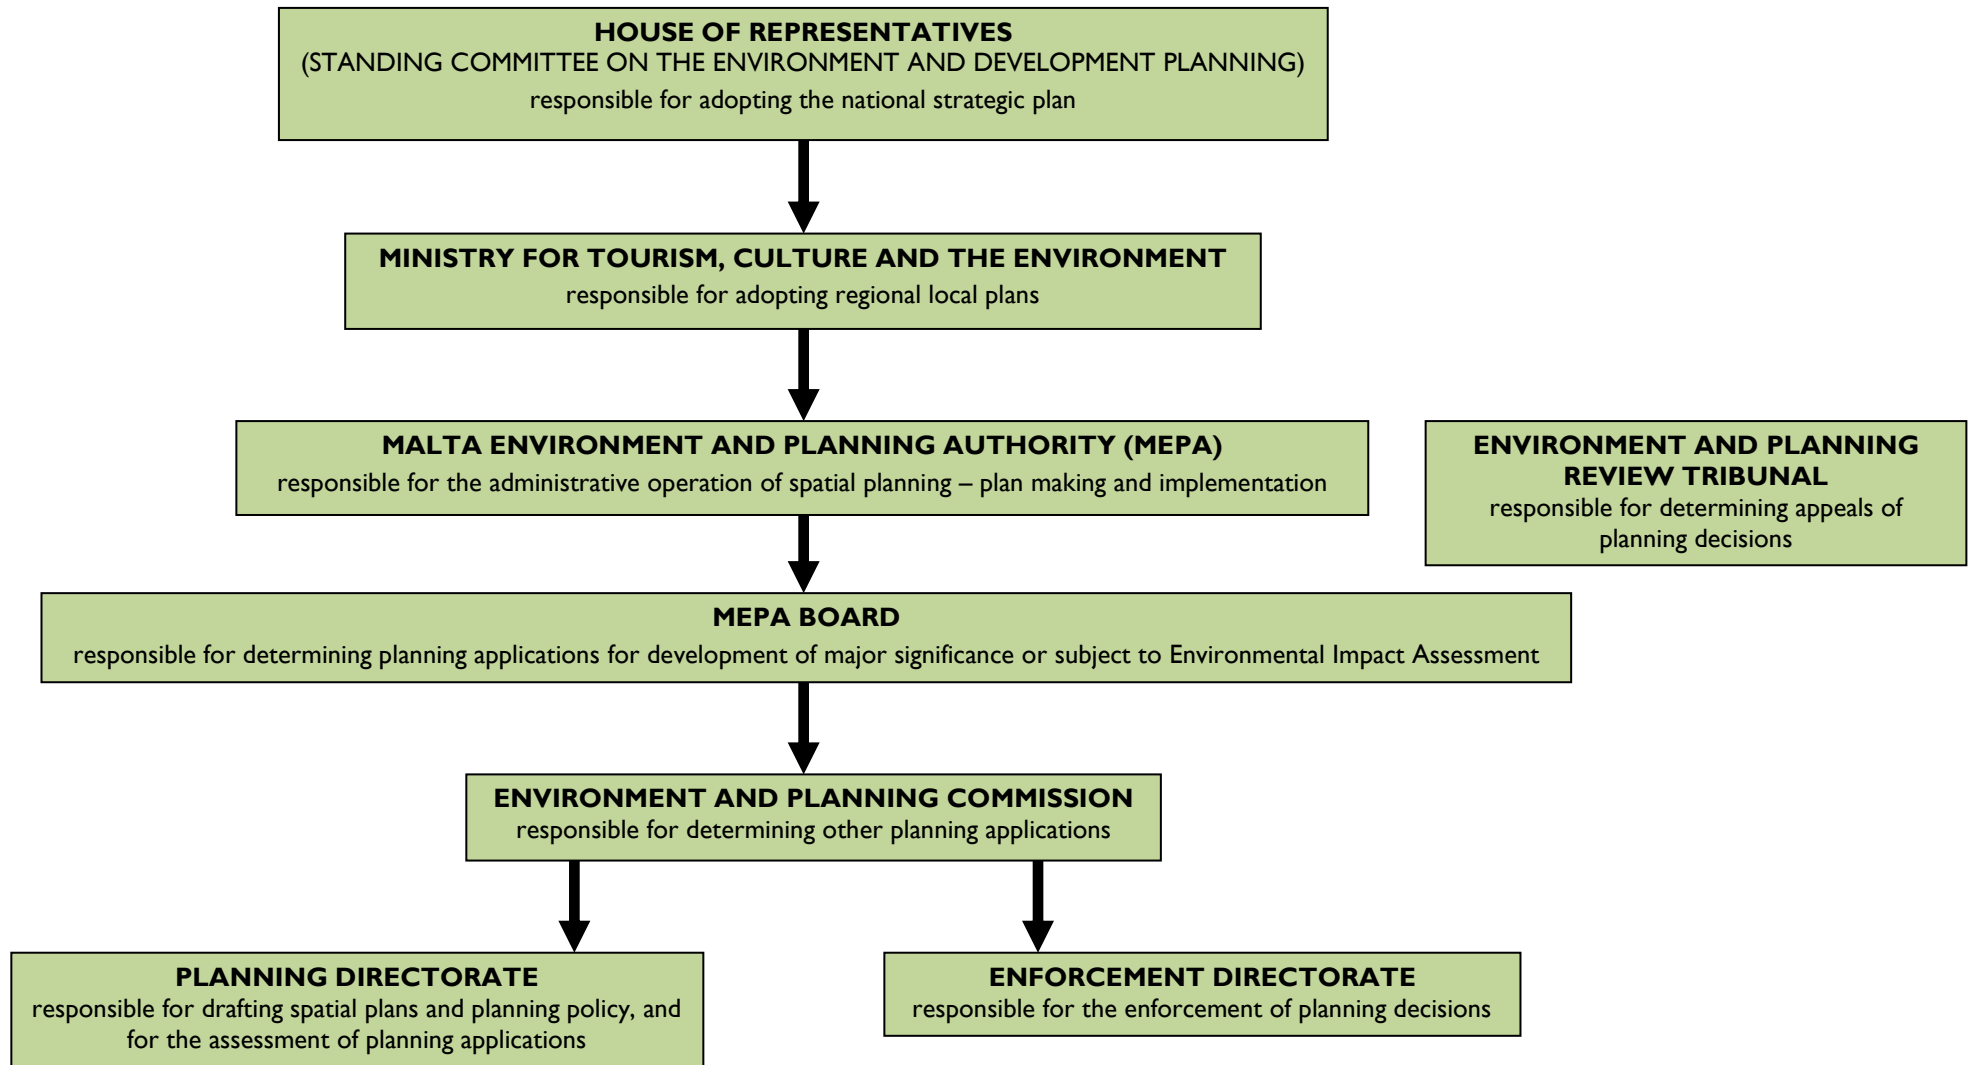 HOUSE OF REPRESENTATIVES
(STANDING COMMITTEE ON THE ENVIRONMENT AND DEVELOPMENT PLANNING)
responsible for adopting the national strategic plan
MINISTRY FOR TOURISM, CULTURE AND THE ENVIRONMENT
responsible for adopting regional local plans
MALTA ENVIRONMENT AND PLANNING AUTHORITY (MEPA)
responsible for the administrative operation of spatial planning – plan making and implementation
ENVIRONMENT AND PLANNING
REVIEW TRIBUNAL
responsible for determining appeals of
planning decisions
MEPA BOARD
responsible for determining planning applications for development of major significance or subject to Environmental Impact Assessment
ENVIRONMENT AND PLANNING COMMISSION
responsible for determining other planning applications
PLANNING DIRECTORATE
responsible for drafting spatial plans and planning policy, and
for the assessment of planning applications
ENFORCEMENT DIRECTORATE
responsible for the enforcement of planning decisions